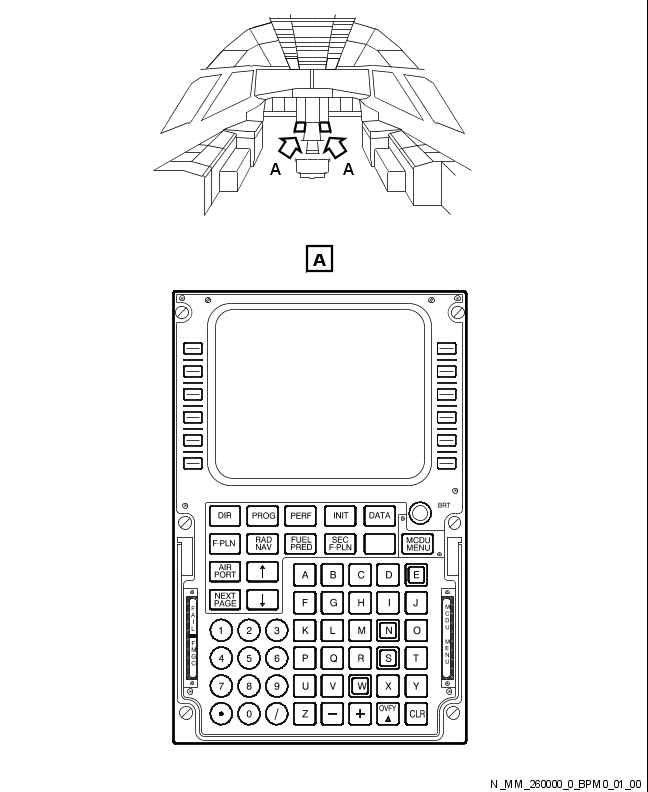 A A
A
BRT
DIR PROG PERF INIT DATA
F-PLN RAD NAV FUEL PRED SEC F-PLN MCDU MENU
AIR PORT ↑
A B C D E
NEXT PAGE ↓
F G H I J
FAIL FMGC
MCDU MENU
1 2 3 K L M N O
4 5 6 P Q R S T
7 8 9 U V W X Y
• 0 / Z − + OVFY ▲ CLR
N_MM_260000_0_BPM0_01_00